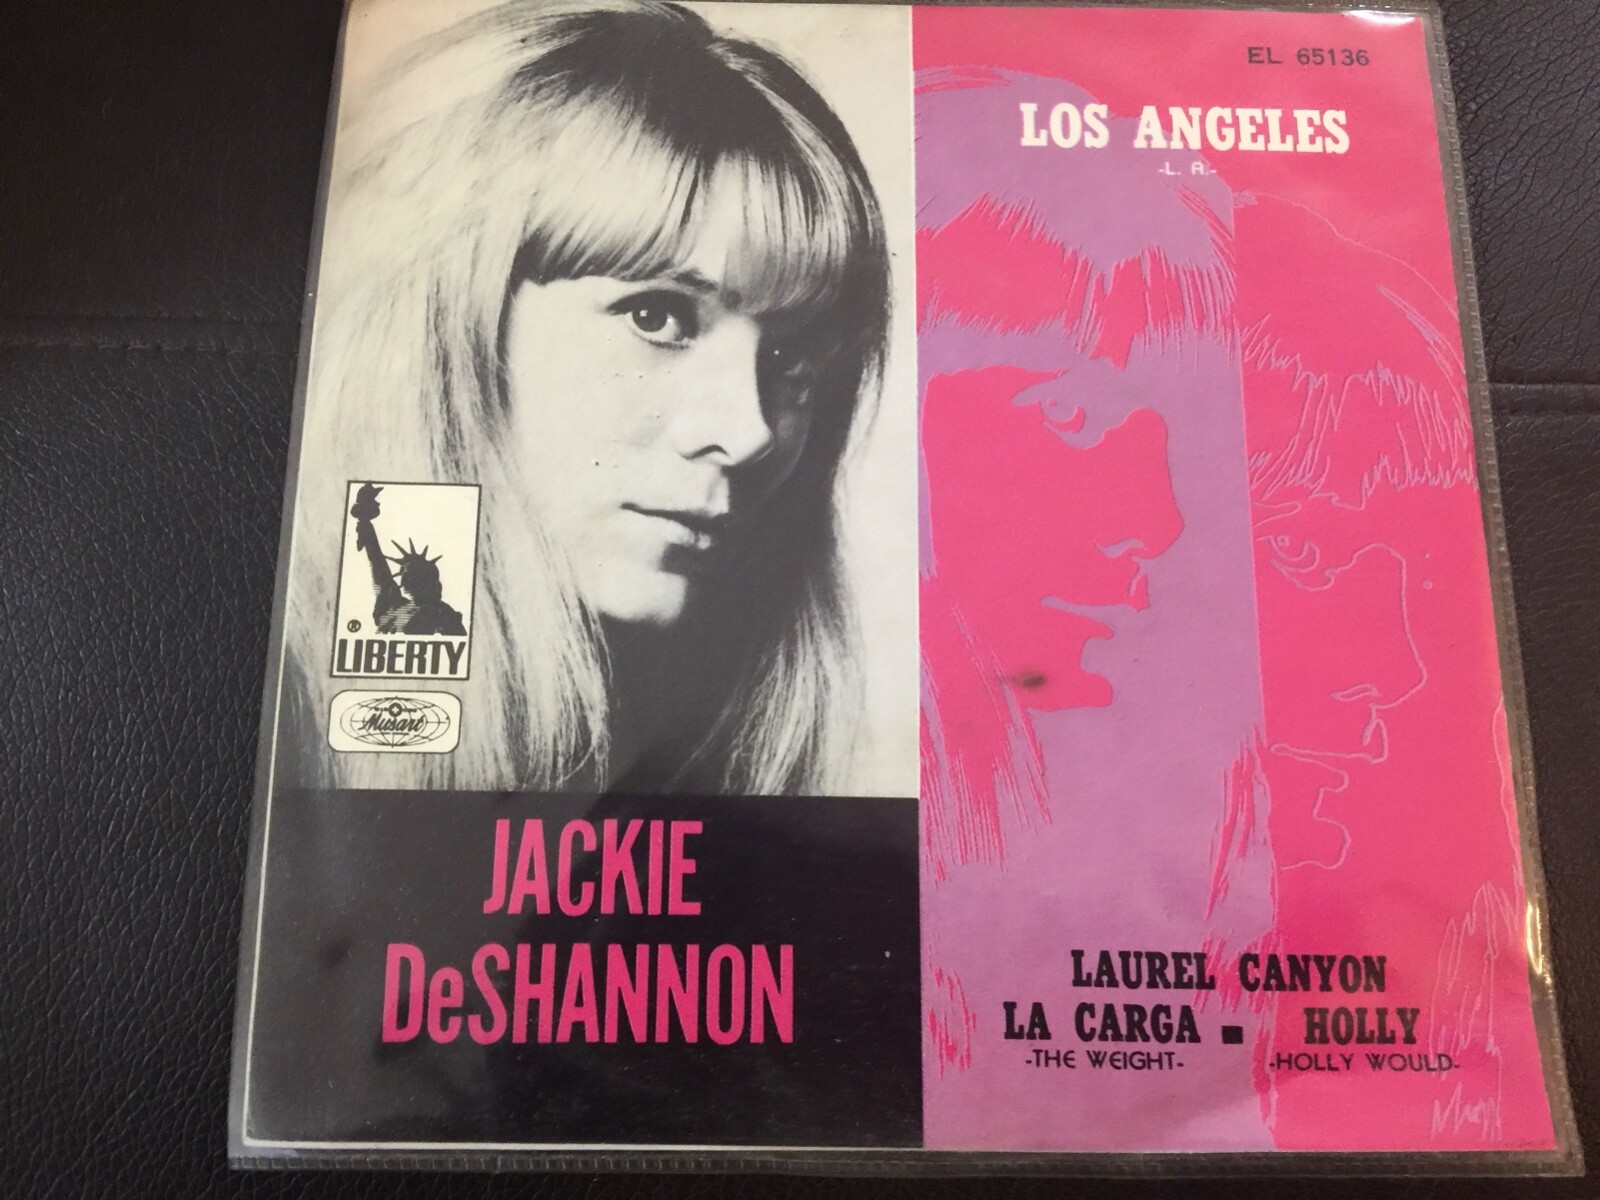 EL 65136
LOS ANGELES
-L. A.-
®
LIBERTY
Musart
JACKIE
DeSHANNON
LAUREL CANYON
LA CARGA ■ HOLLY
-THE WEIGHT- -HOLLY WOULD-